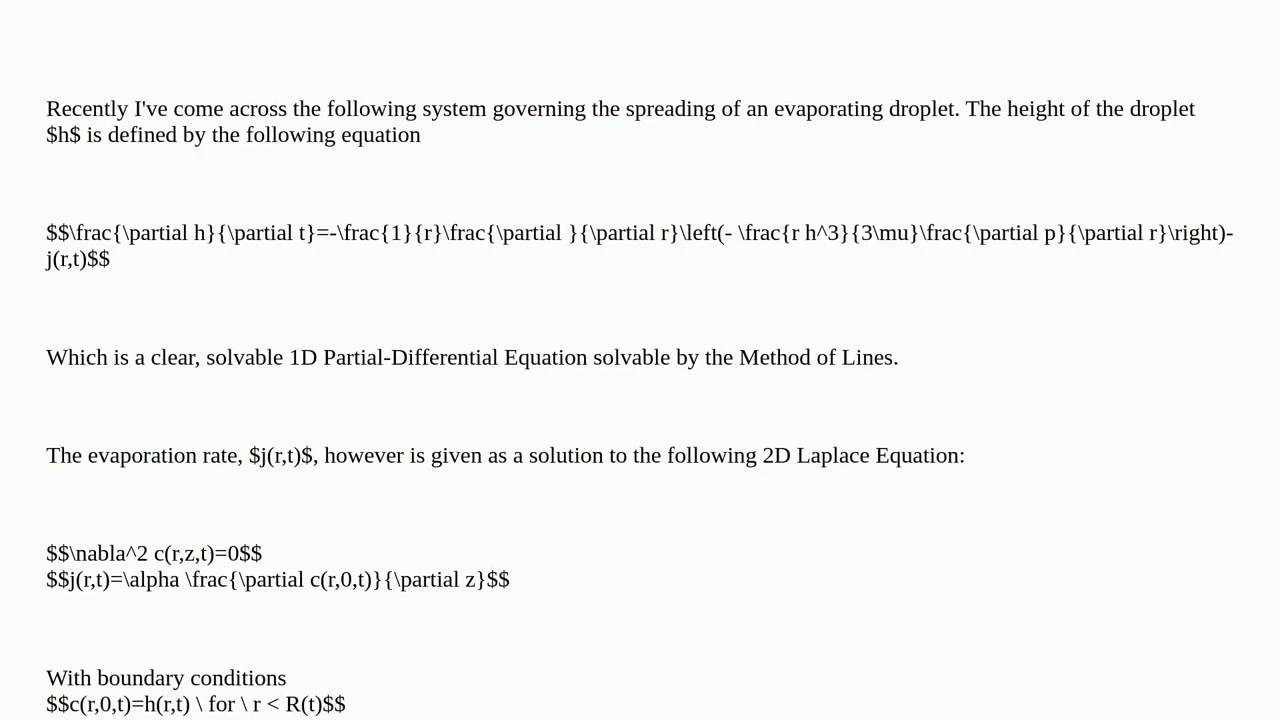 Recently I've come across the following system governing the spreading of an evaporating droplet. The height of the droplet
$h$ is defined by the following equation
$$\frac{\partial h}{\partial t}=-\frac{1}{r}\frac{\partial }{\partial r}\left(- \frac{r h^3}{3\mu}\frac{\partial p}{\partial r}\right)-
j(r,t)$$
Which is a clear, solvable 1D Partial-Differential Equation solvable by the Method of Lines.
The evaporation rate, $j(r,t)$, however is given as a solution to the following 2D Laplace Equation:
$$\nabla^2 c(r,z,t)=0$$
$$j(r,t)=\alpha \frac{\partial c(r,0,t)}{\partial z}$$
With boundary conditions
$$c(r,0,t)=h(r,t) \ for \ r < R(t)$$